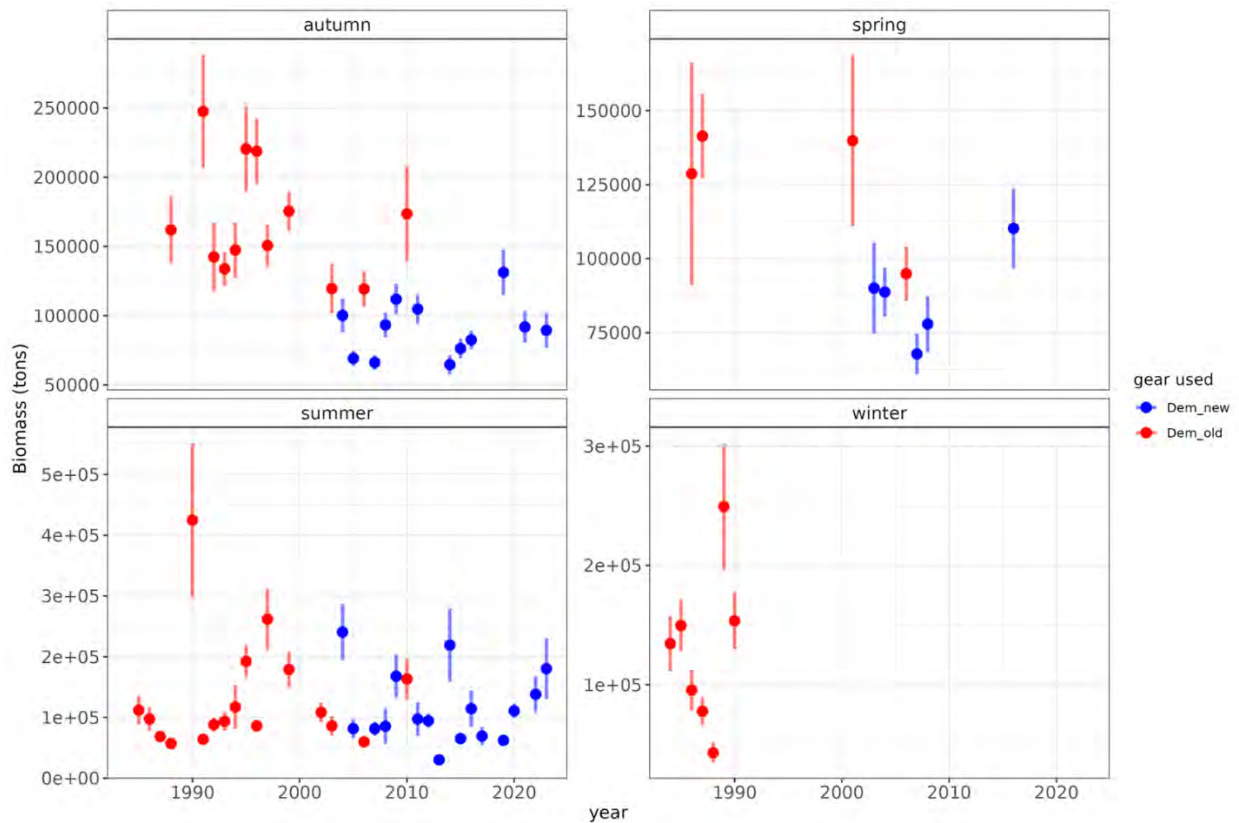 autumn
spring
250000
200000
150000
100000
50000
150000
125000
100000
75000
summer
winter
5e+05
4e+05
3e+05
2e+05
1e+05
0e+00
3e+05
2e+05
1e+05
1990
2000
2010
2020
1990
2000
2010
2020
Biomass (tons)
year
gear used
Dem_new
Dem_old